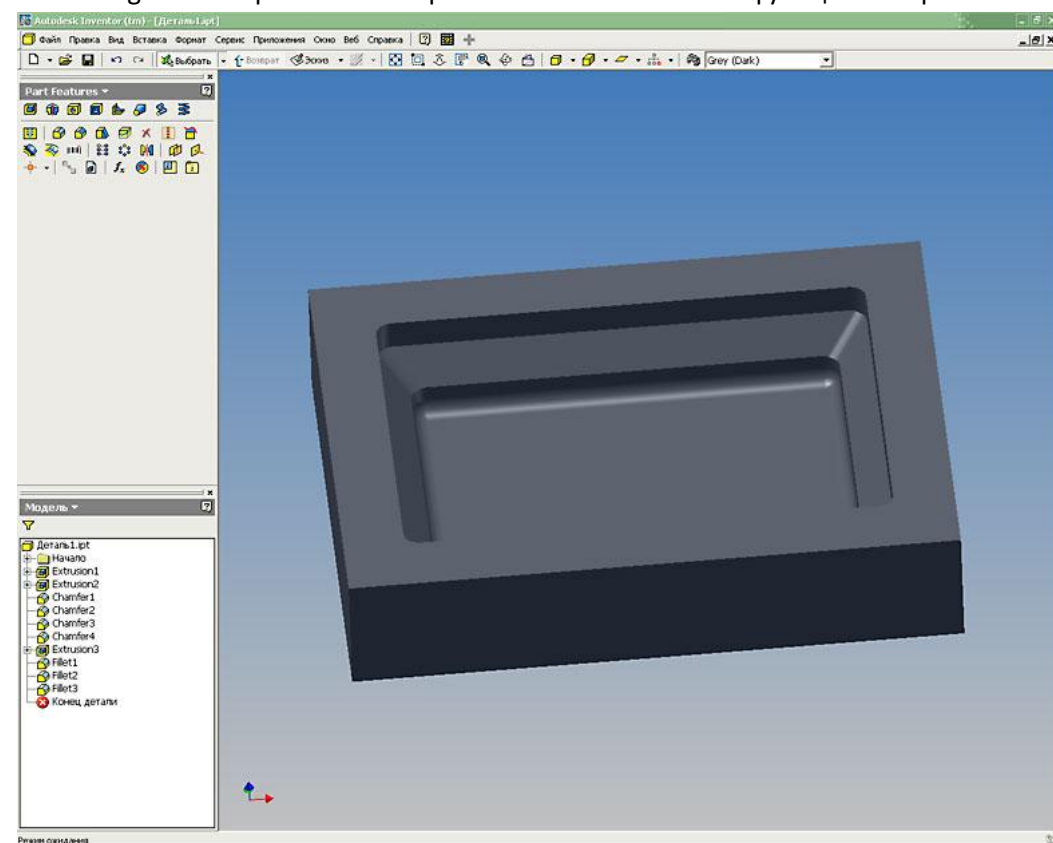 Autodesk Inventor (tm) - [Деталь1.ipt]
Файл Правка Вид Вставка Формат Сервис Приложения Окно Веб Справка
Выбрать Возврат Эскиз Grey (Dark)
Part Features
Модель
Деталь1.ipt
Начало
Extrusion1
Extrusion2
Chamfer1
Chamfer2
Chamfer3
Chamfer4
Extrusion3
Fillet1
Fillet2
Fillet3
Конец детали
Режим ожидания